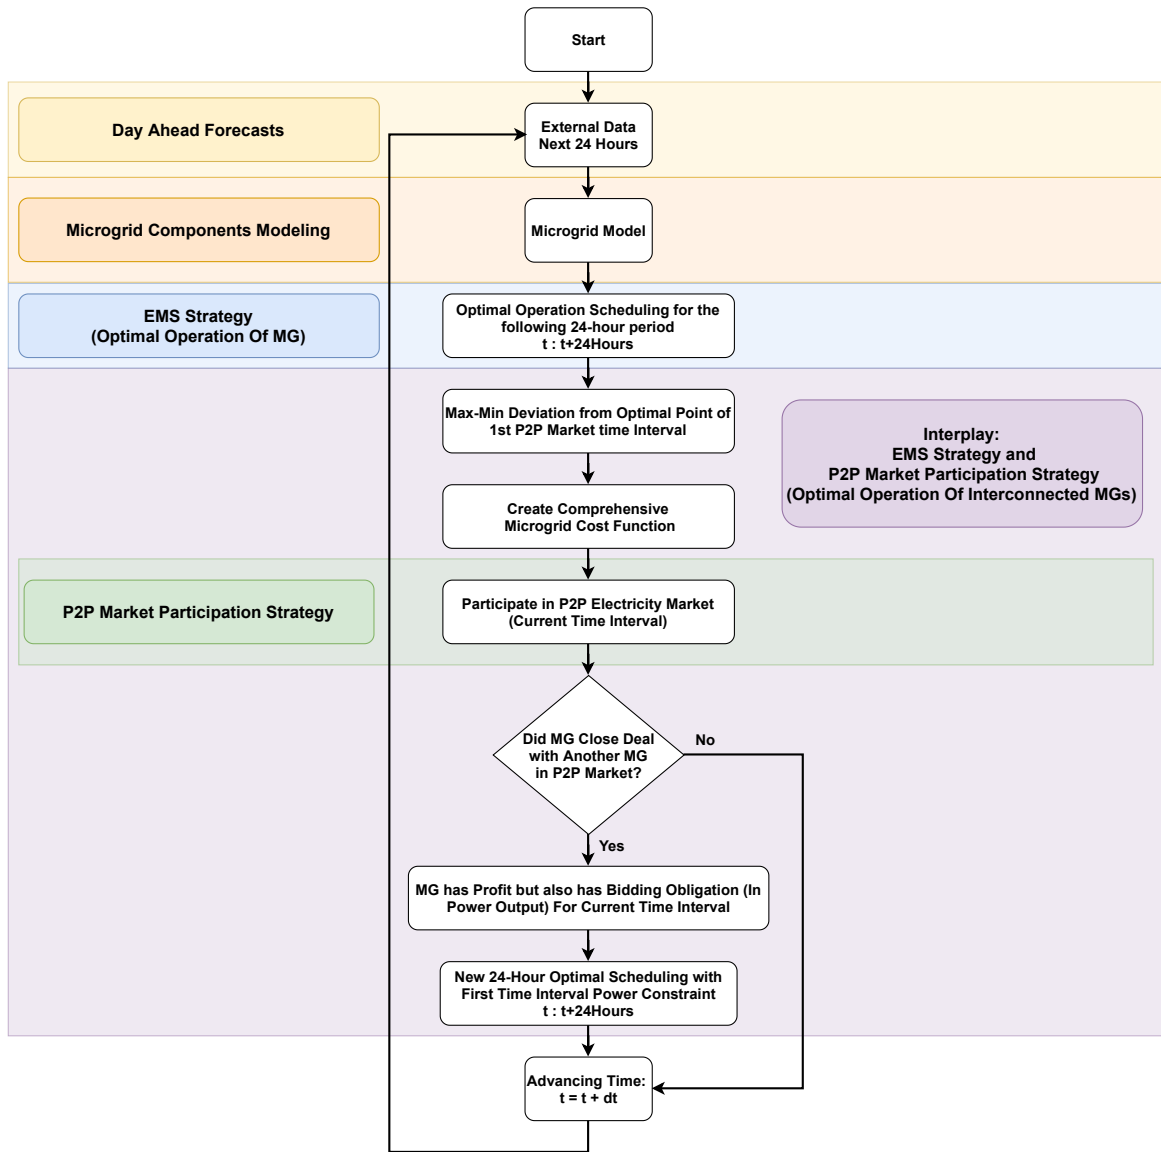 Start
Day Ahead Forecasts
External Data
Next 24 Hours
Microgrid Components Modeling
Microgrid Model
EMS Strategy
(Optimal Operation Of MG)
Optimal Operation Scheduling for the
following 24-hour period
t : t+24Hours
Max-Min Deviation from Optimal Point of
1st P2P Market time Interval
Interplay:
EMS Strategy and
P2P Market Participation Strategy
(Optimal Operation Of Interconnected MGs)
Create Comprehensive
Microgrid Cost Function
P2P Market Participation Strategy
Participate in P2P Electricity Market
(Current Time Interval)
Did MG Close Deal
with Another MG
in P2P Market?
No
Yes
MG has Profit but also has Bidding Obligation (In
Power Output) For Current Time Interval
New 24-Hour Optimal Scheduling with
First Time Interval Power Constraint
t : t+24Hours
Advancing Time:
t = t + dt